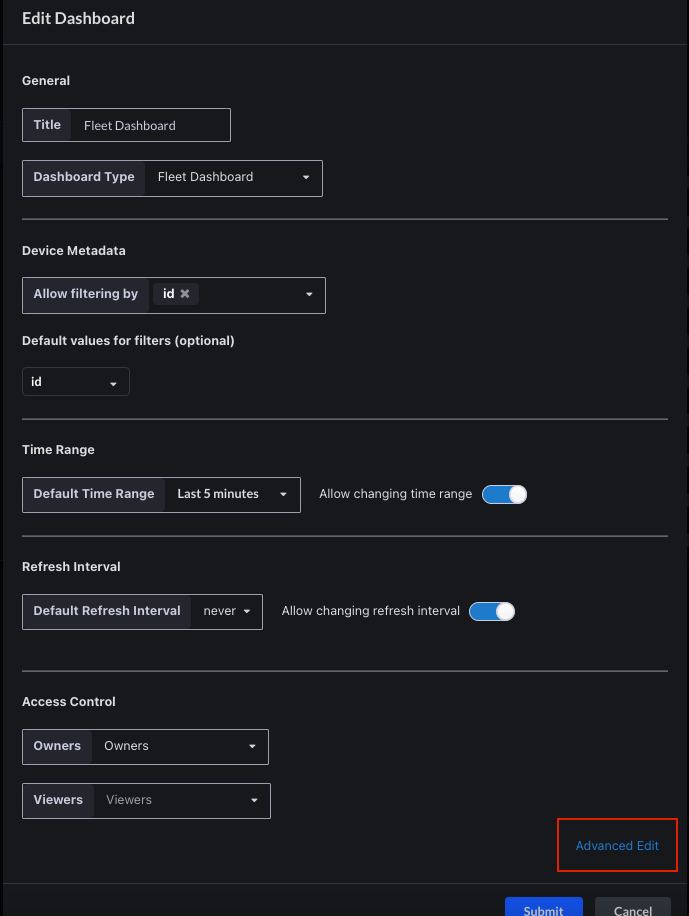 Edit Dashboard
General
Title Fleet Dashboard
Dashboard Type Fleet Dashboard
Device Metadata
Allow filtering by id ✖
Default values for filters (optional)
id
Time Range
Default Time Range Last 5 minutes Allow changing time range
Refresh Interval
Default Refresh Interval never Allow changing refresh interval
Access Control
Owners Owners
Viewers Viewers
Advanced Edit
Submit Cancel